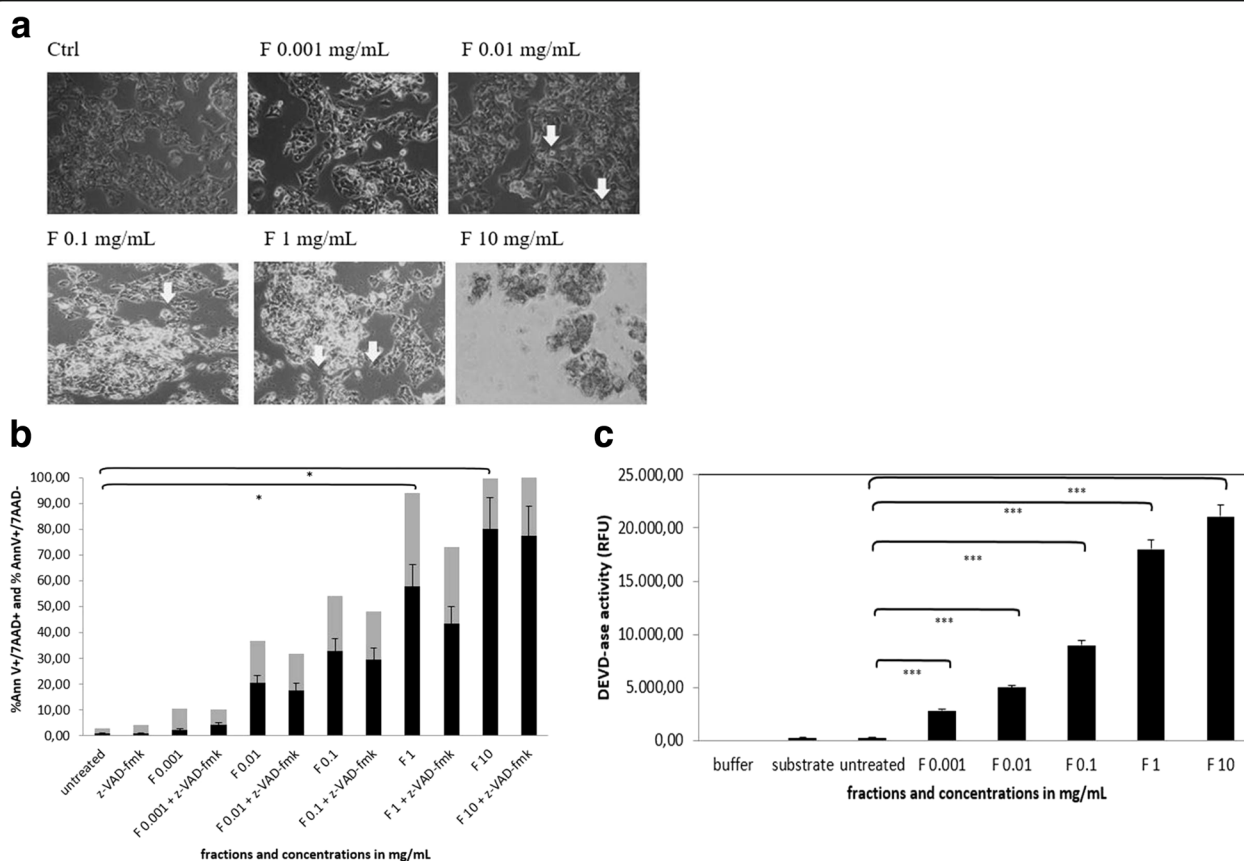 a
Ctrl
F 0.001 mg/mL
F 0.01 mg/mL
F 0.1 mg/mL
F 1 mg/mL
F 10 mg/mL
b
%Ann V+/7AAD+ and % AnnV+/7AAD-
100,00
90,00
80,00
70,00
60,00
50,00
40,00
30,00
20,00
10,00
0,00
*
*
untreated
z-VAD-fmk
F 0.001
F 0.001 + z-VAD-fmk
F 0.01
F 0.01 + z-VAD-fmk
F 0.1
F 0.1 + z-VAD-fmk
F 1
F 1 + z-VAD-fmk
F 10
F 10 + z-VAD-fmk
fractions and concentrations in mg/mL
c
DEVD-ase activity (RFU)
25.000,00
20.000,00
15.000,00
10.000,00
5.000,00
0,00
***
***
***
***
***
buffer
substrate
untreated
F 0.001
F 0.01
F 0.1
F 1
F 10
fractions and concentrations in mg/mL